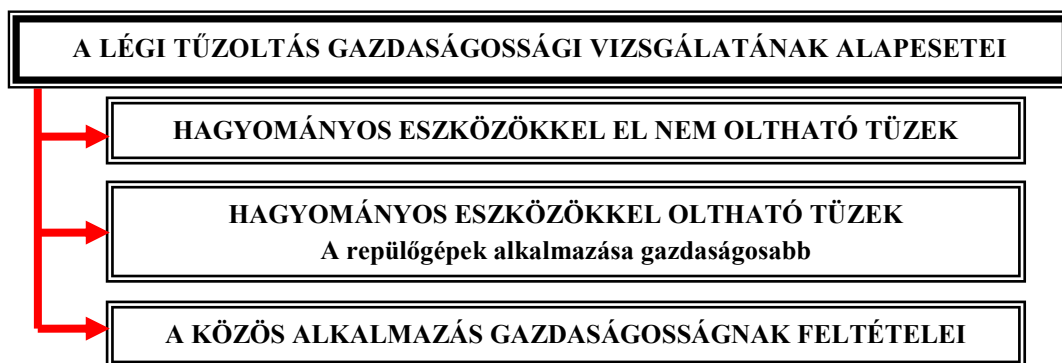 A LÉGI TŰZOLTÁS GAZDASÁGOSSÁGI VIZSGÁLATÁNAK ALAPESETEI
HAGYOMÁNYOS ESZKÖZÖKKEL EL NEM OLTHATÓ TÜZEK
HAGYOMÁNYOS ESZKÖZÖKKEL OLTHATÓ TÜZEK
A repülőgépek alkalmazása gazdaságosabb
A KÖZÖS ALKALMAZÁS GAZDASÁGOSSÁGNAK FELTÉTELEI